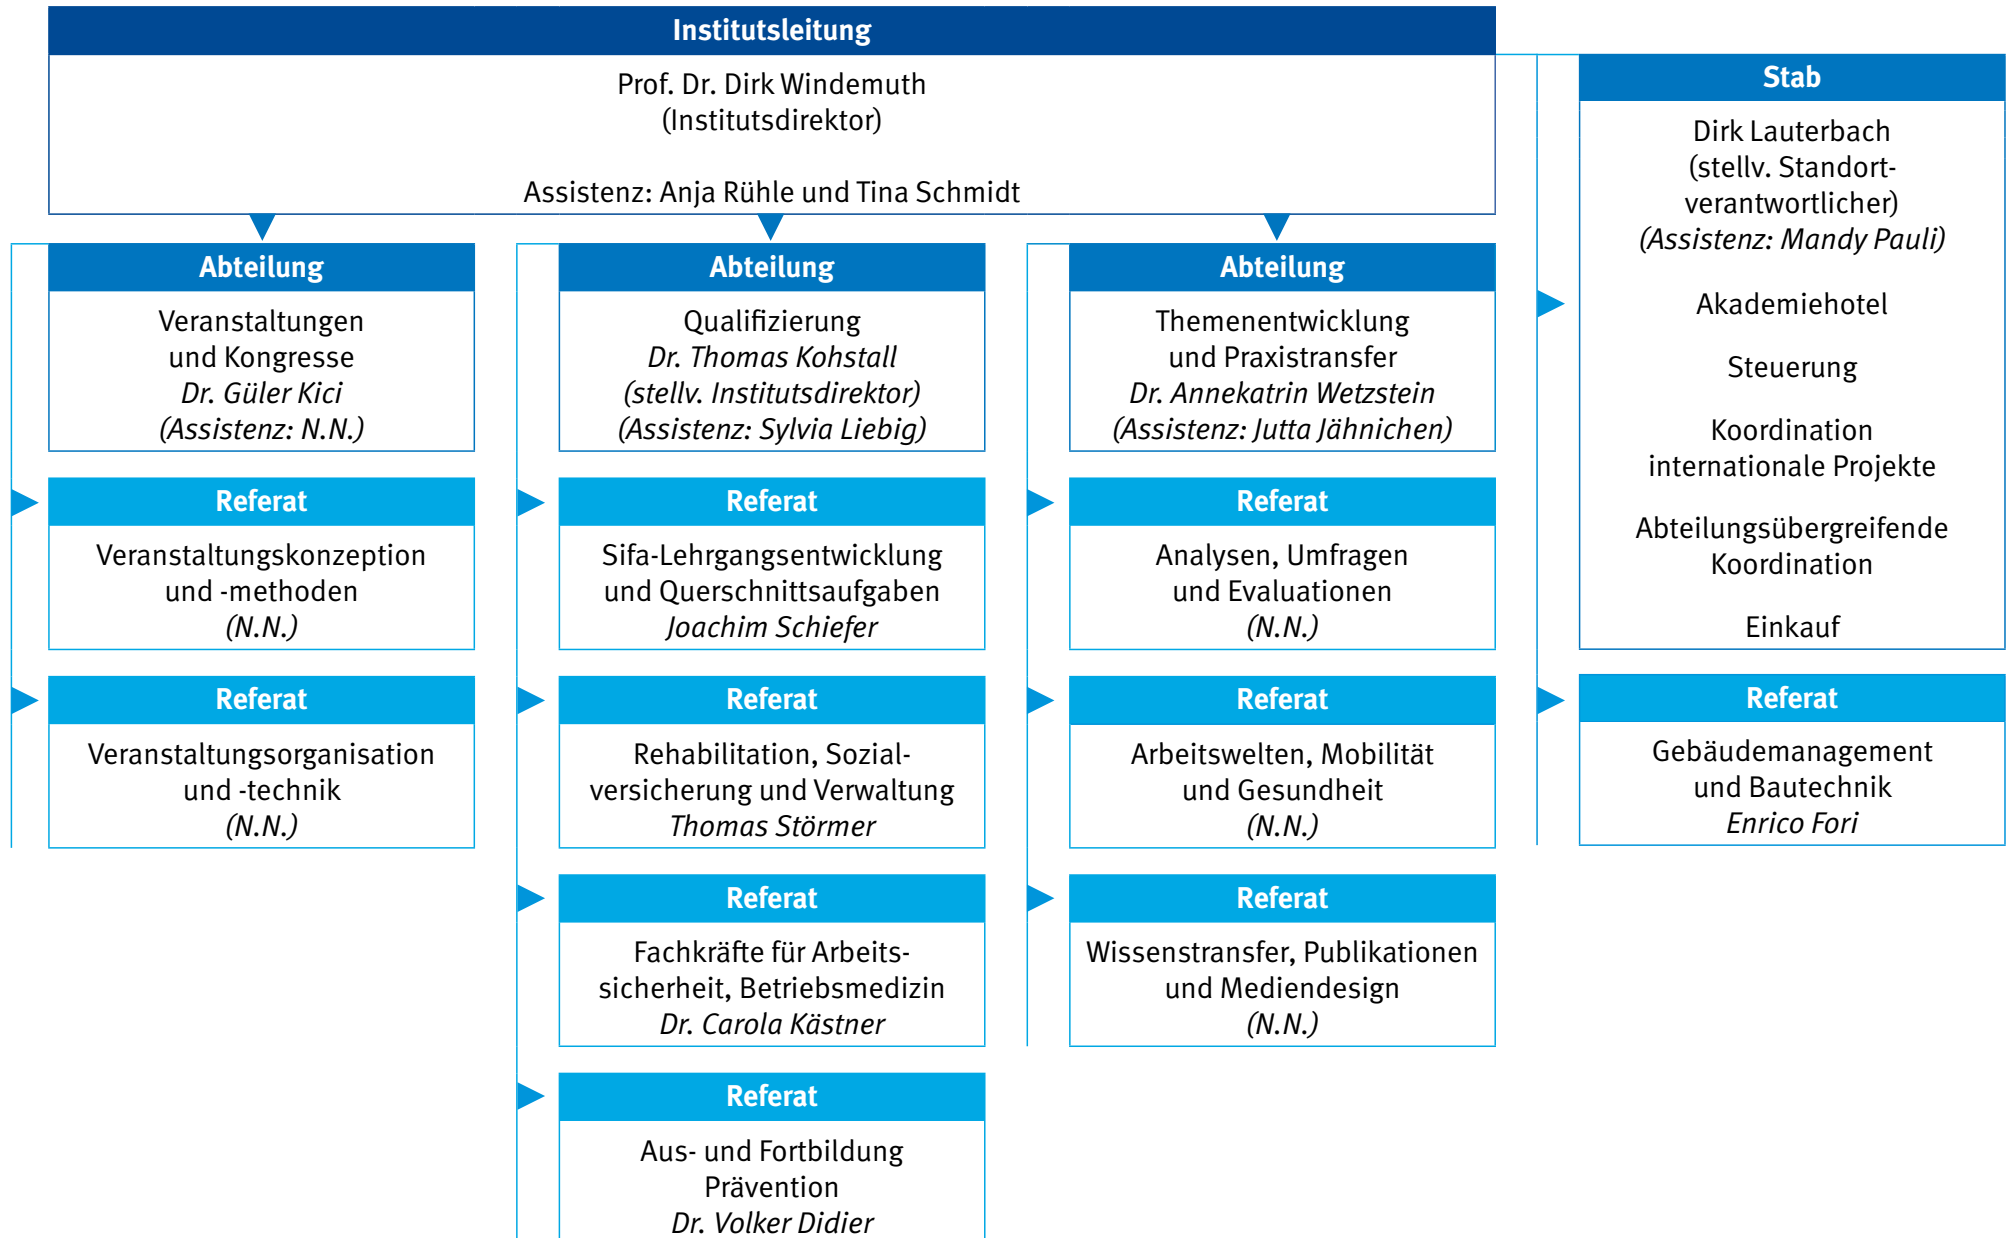 Institutsleitung
Prof. Dr. Dirk Windemuth
(Institutsdirektor)
Assistenz: Anja Rühle und Tina Schmidt
Abteilung
Veranstaltungen
und Kongresse
Dr. Güler Kici
(Assistenz: N.N.)
Referat
Veranstaltungskonzeption
und -methoden
(N.N.)
Referat
Veranstaltungsorganisation
und -technik
(N.N.)
Abteilung
Qualifizierung
Dr. Thomas Kohstall
(stellv. Institutsdirektor)
(Assistenz: Sylvia Liebig)
Referat
Sifa-Lehrgangsentwicklung
und Querschnittsaufgaben
Joachim Schiefer
Referat
Rehabilitation, Sozial-
versicherung und Verwaltung
Thomas Störmer
Referat
Fachkräfte für Arbeits-
sicherheit, Betriebsmedizin
Dr. Carola Kästner
Referat
Aus- und Fortbildung
Prävention
Dr. Volker Didier
Abteilung
Themenentwicklung
und Praxistransfer
Dr. Annekatrin Wetzstein
(Assistenz: Jutta Jähnichen)
Referat
Analysen, Umfragen
und Evaluationen
(N.N.)
Referat
Arbeitswelten, Mobilität
und Gesundheit
(N.N.)
Referat
Wissenstransfer, Publikationen
und Mediendesign
(N.N.)
Stab
Dirk Lauterbach
(stellv. Standort-
verantwortlicher)
(Assistenz: Mandy Pauli)
Akademiehotel
Steuerung
Koordination
internationale Projekte
Abteilungsübergreifende
Koordination
Einkauf
Referat
Gebäudemanagement
und Bautechnik
Enrico Fori